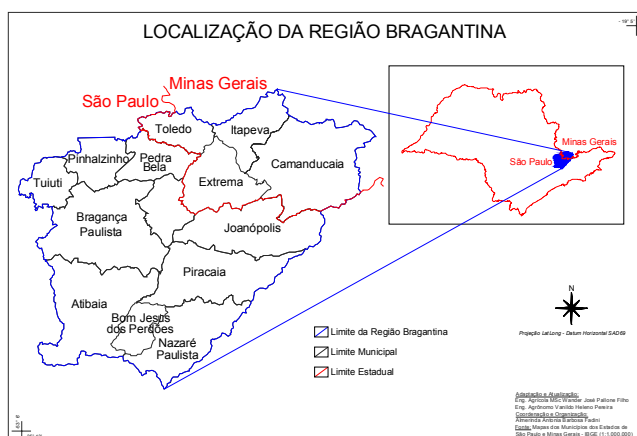 LOCALIZAÇÃO DA REGIÃO BRAGANTINA
Minas Gerais
São Paulo
Toledo
Itapeva
Pinhalzinho
Pedra
Bela
Camanducaia
Tuiuti
Extrema
Bragança
Paulista
Joanópolis
Piracaia
Atibaia
Bom Jesus
dos Perdões
Nazaré
Paulista
Minas Gerais
São Paulo
N
Limite da Região Bragantina
Limite Municipal
Limite Estadual
Projeção Lat/Long - Datum Horizontal SAD69
Adaptação e Atualização:
Eng. Agrícola MSc Wander José Pallone Filho
Eng. Agrônomo Vanildo Heleno Pereira
Coordenação e Organização:
Almerinda Antonia Barbosa Fadini
Fonte: Mapas dos Municípios dos Estados de
São Paulo e Minas Gerais - IBGE (1:1.000.000)